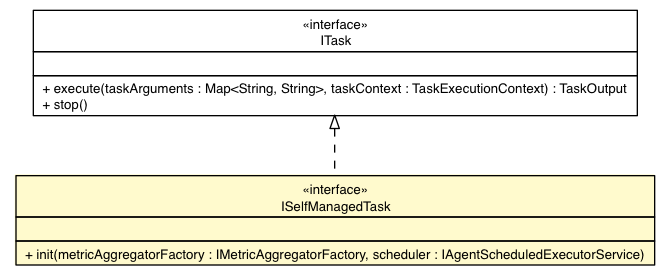 «interface»
ITask
+ execute(taskArguments : Map<String, String>, taskContext : TaskExecutionContext) : TaskOutput
+ stop()
«interface»
ISelfManagedTask
+ init(metricAggregatorFactory : IMetricAggregatorFactory, scheduler : IAgentScheduledExecutorService)